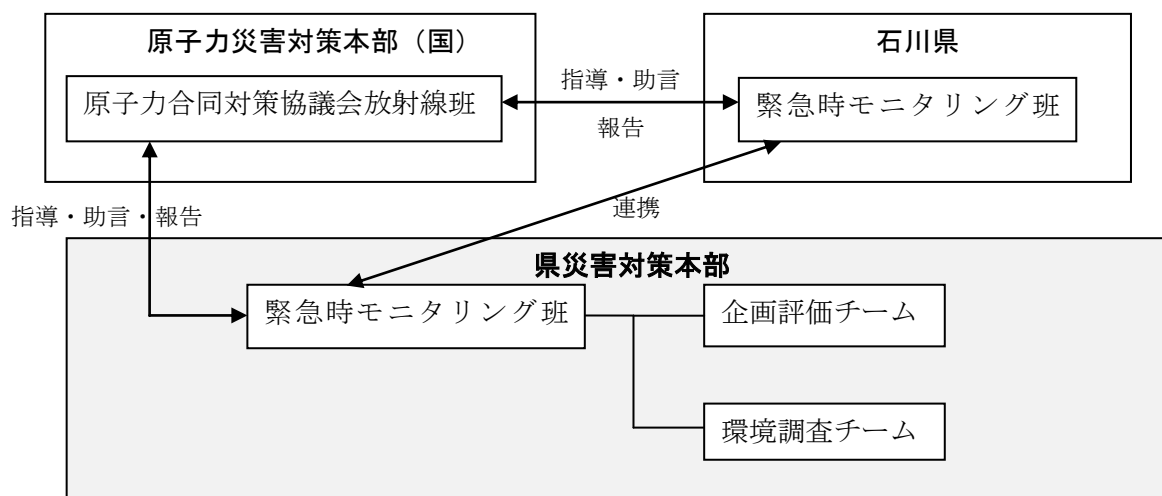 原子力災害対策本部（国）
石川県
原子力合同対策協議会放射線班
指導・助言
報告
緊急時モニタリング班
指導・助言・報告
連携
県災害対策本部
緊急時モニタリング班
企画評価チーム
環境調査チーム